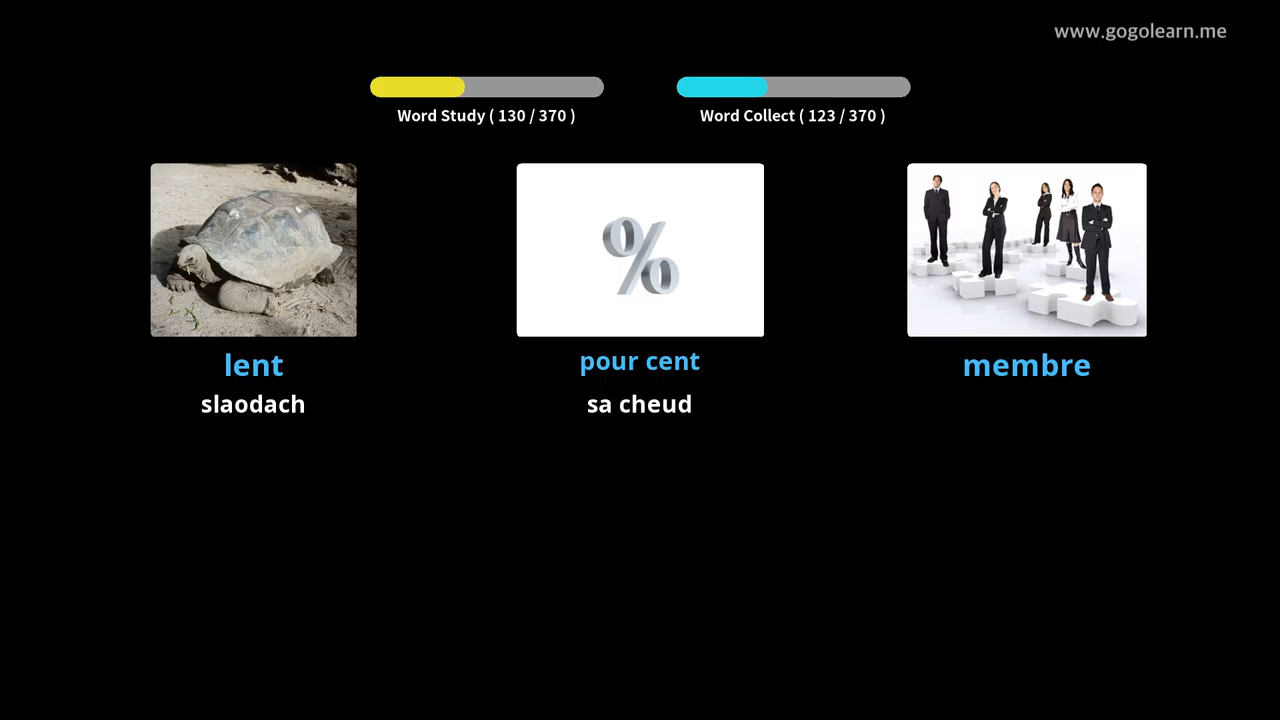 www.gogolearn.me
Word Study ( 130 / 370 )
Word Collect ( 123 / 370 )
lent
slaodach
pour cent
sa cheud
membre
%